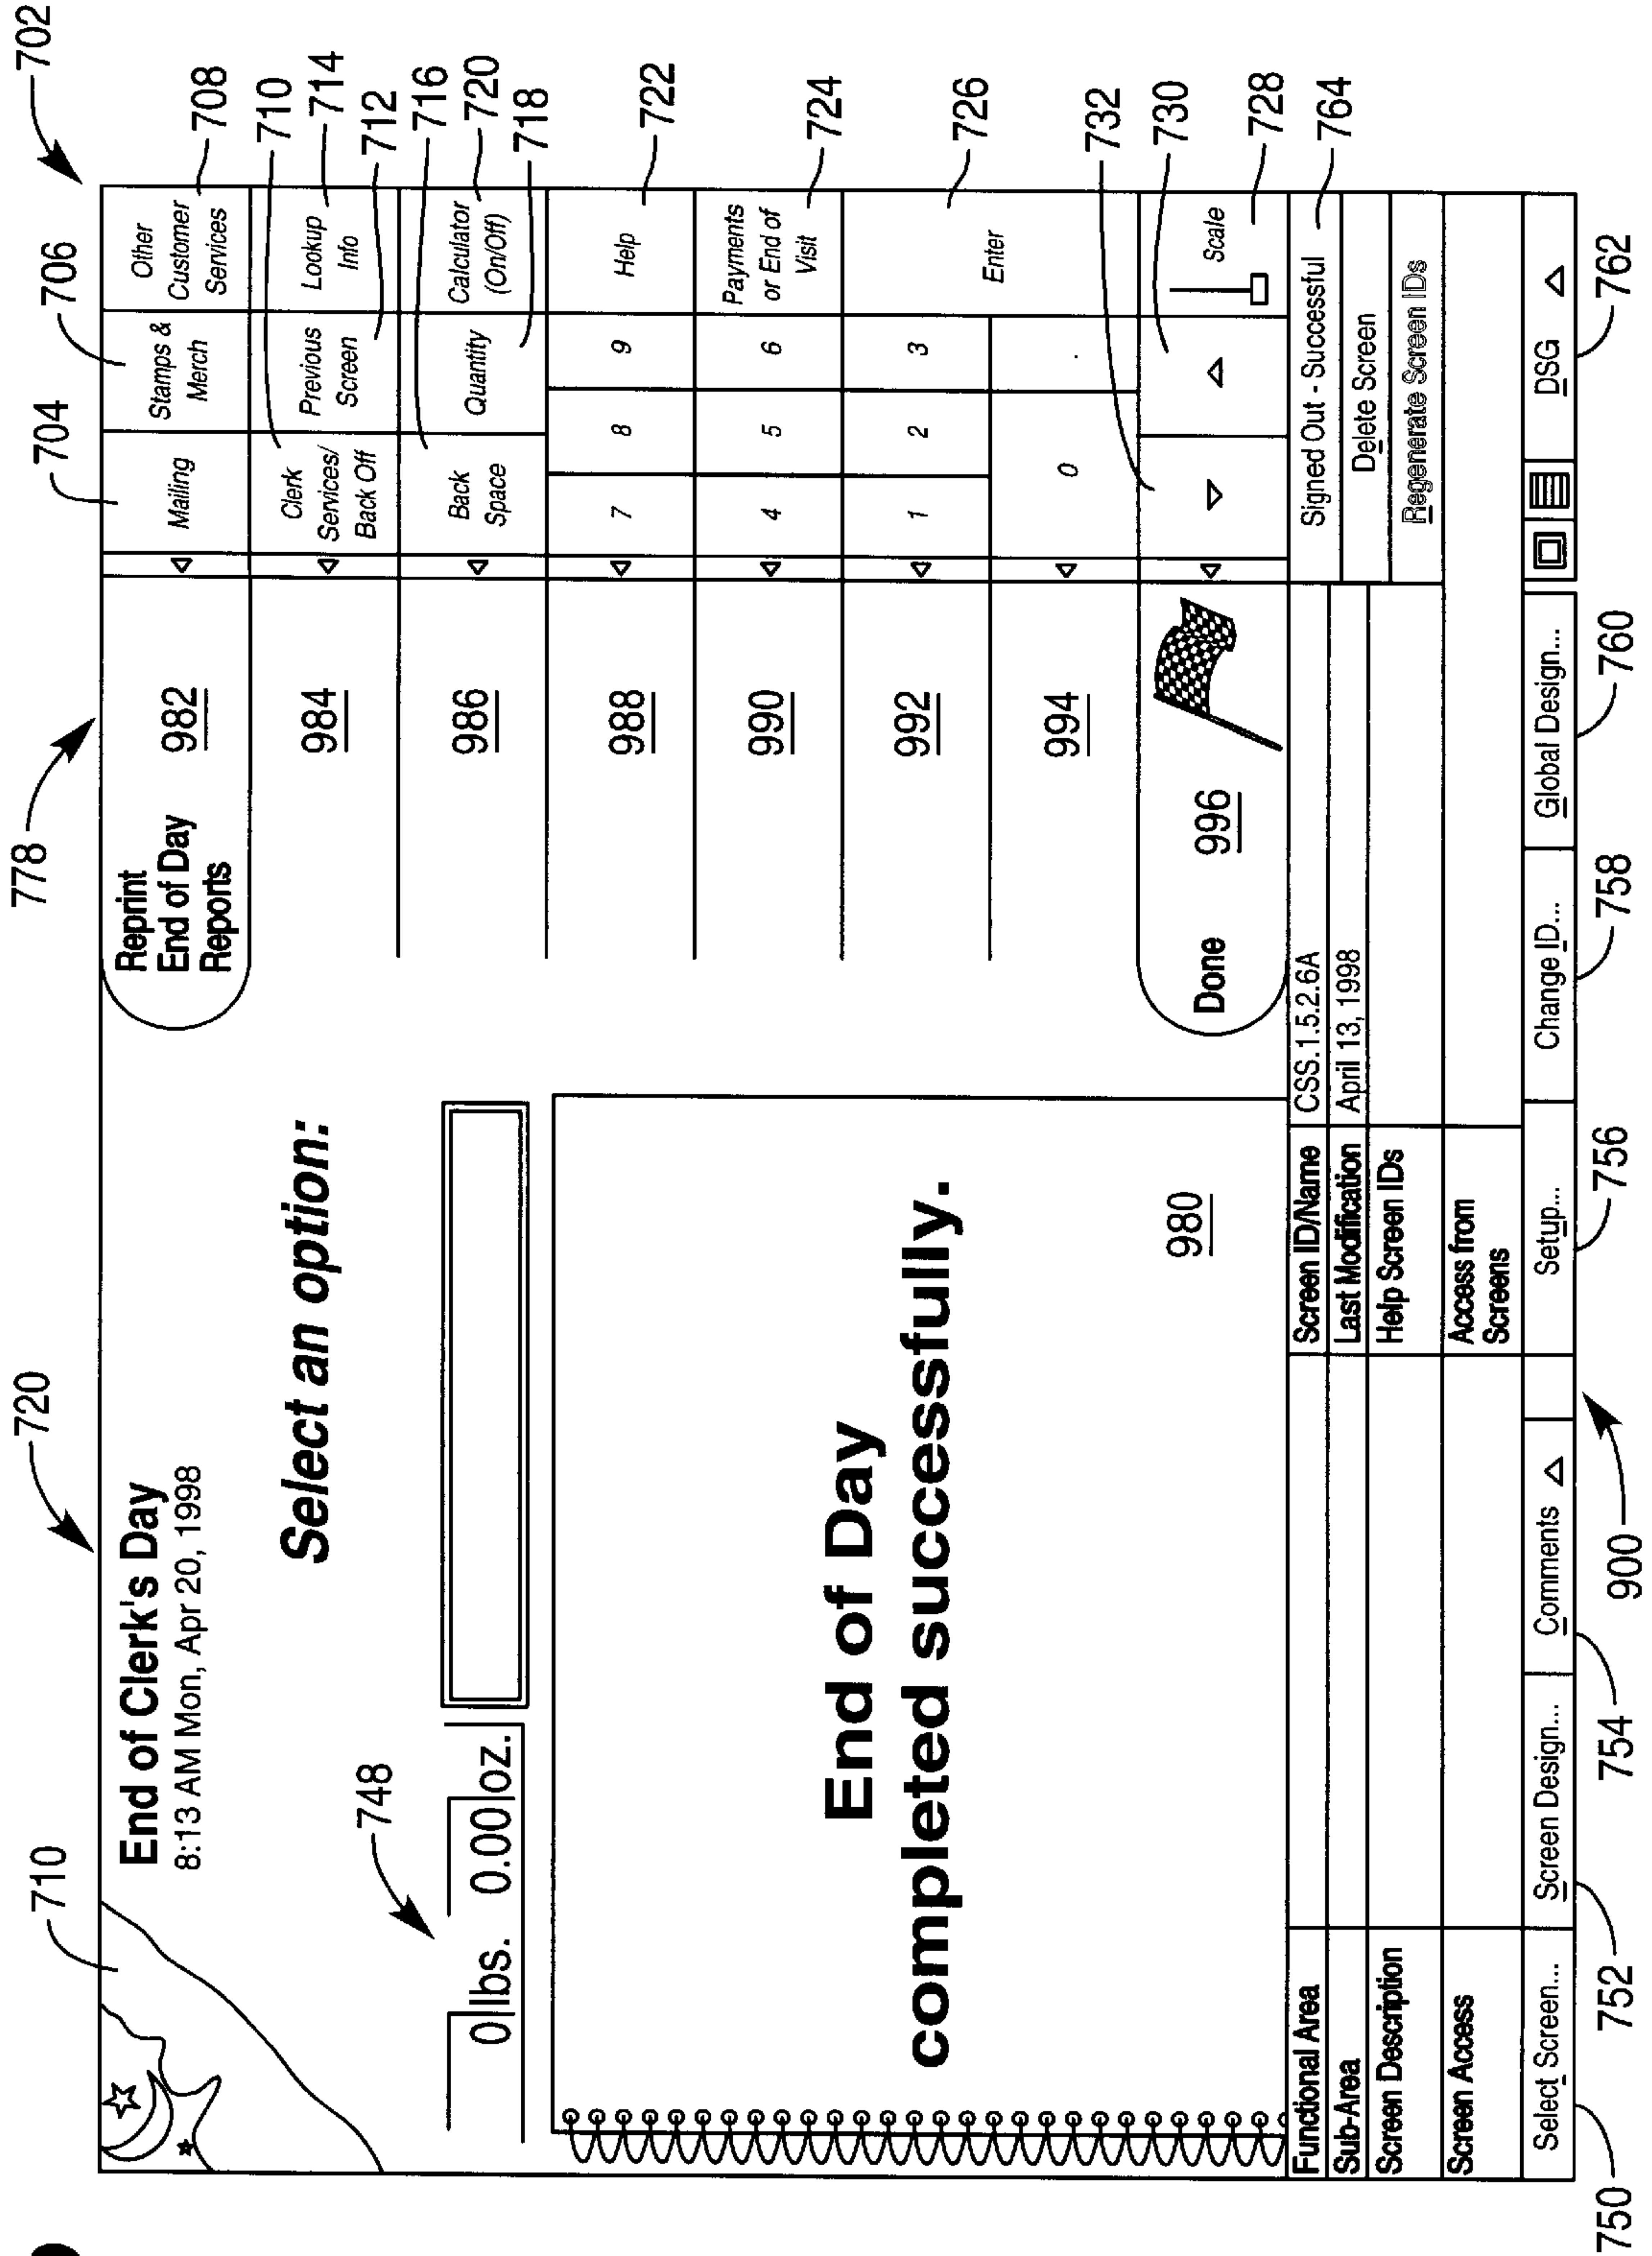 710
720
778
702
704
706
708
710
714
712
716
720
718
722
724
726
732
730
728
764
End of Clerk's Day
8:13 AM Mon, Apr 20, 1998
Select an option:
748
0 lbs. 0.00 oz.
End of Day
completed successfully.
980
Reprint
End of Day
Reports
982
984
986
988
990
992
994
Done 996
Mailing
Stamps &
Merch
Other
Customer
Services
Clerk
Services/
Back Off
Previous
Screen
Lookup
Info
Back
Space
Quantity
Calculator
(On/Off)
7 8 9
Help
4 5 6
Payments
or End of
Visit
1 2 3
Enter
0 .
Scale
Functional Area
Screen ID/Name CSS.1.5.2.6A
Signed Out - Successful
Sub-Area
Last Modification April 13, 1998
Delete Screen
Screen Description
Help Screen IDs
Regenerate Screen IDs
Screen Access
Access from
Screens
Select Screen... Screen Design... Comments Setup... Change ID... Global Design... DSG
750
752
754
900
756
758
760
762